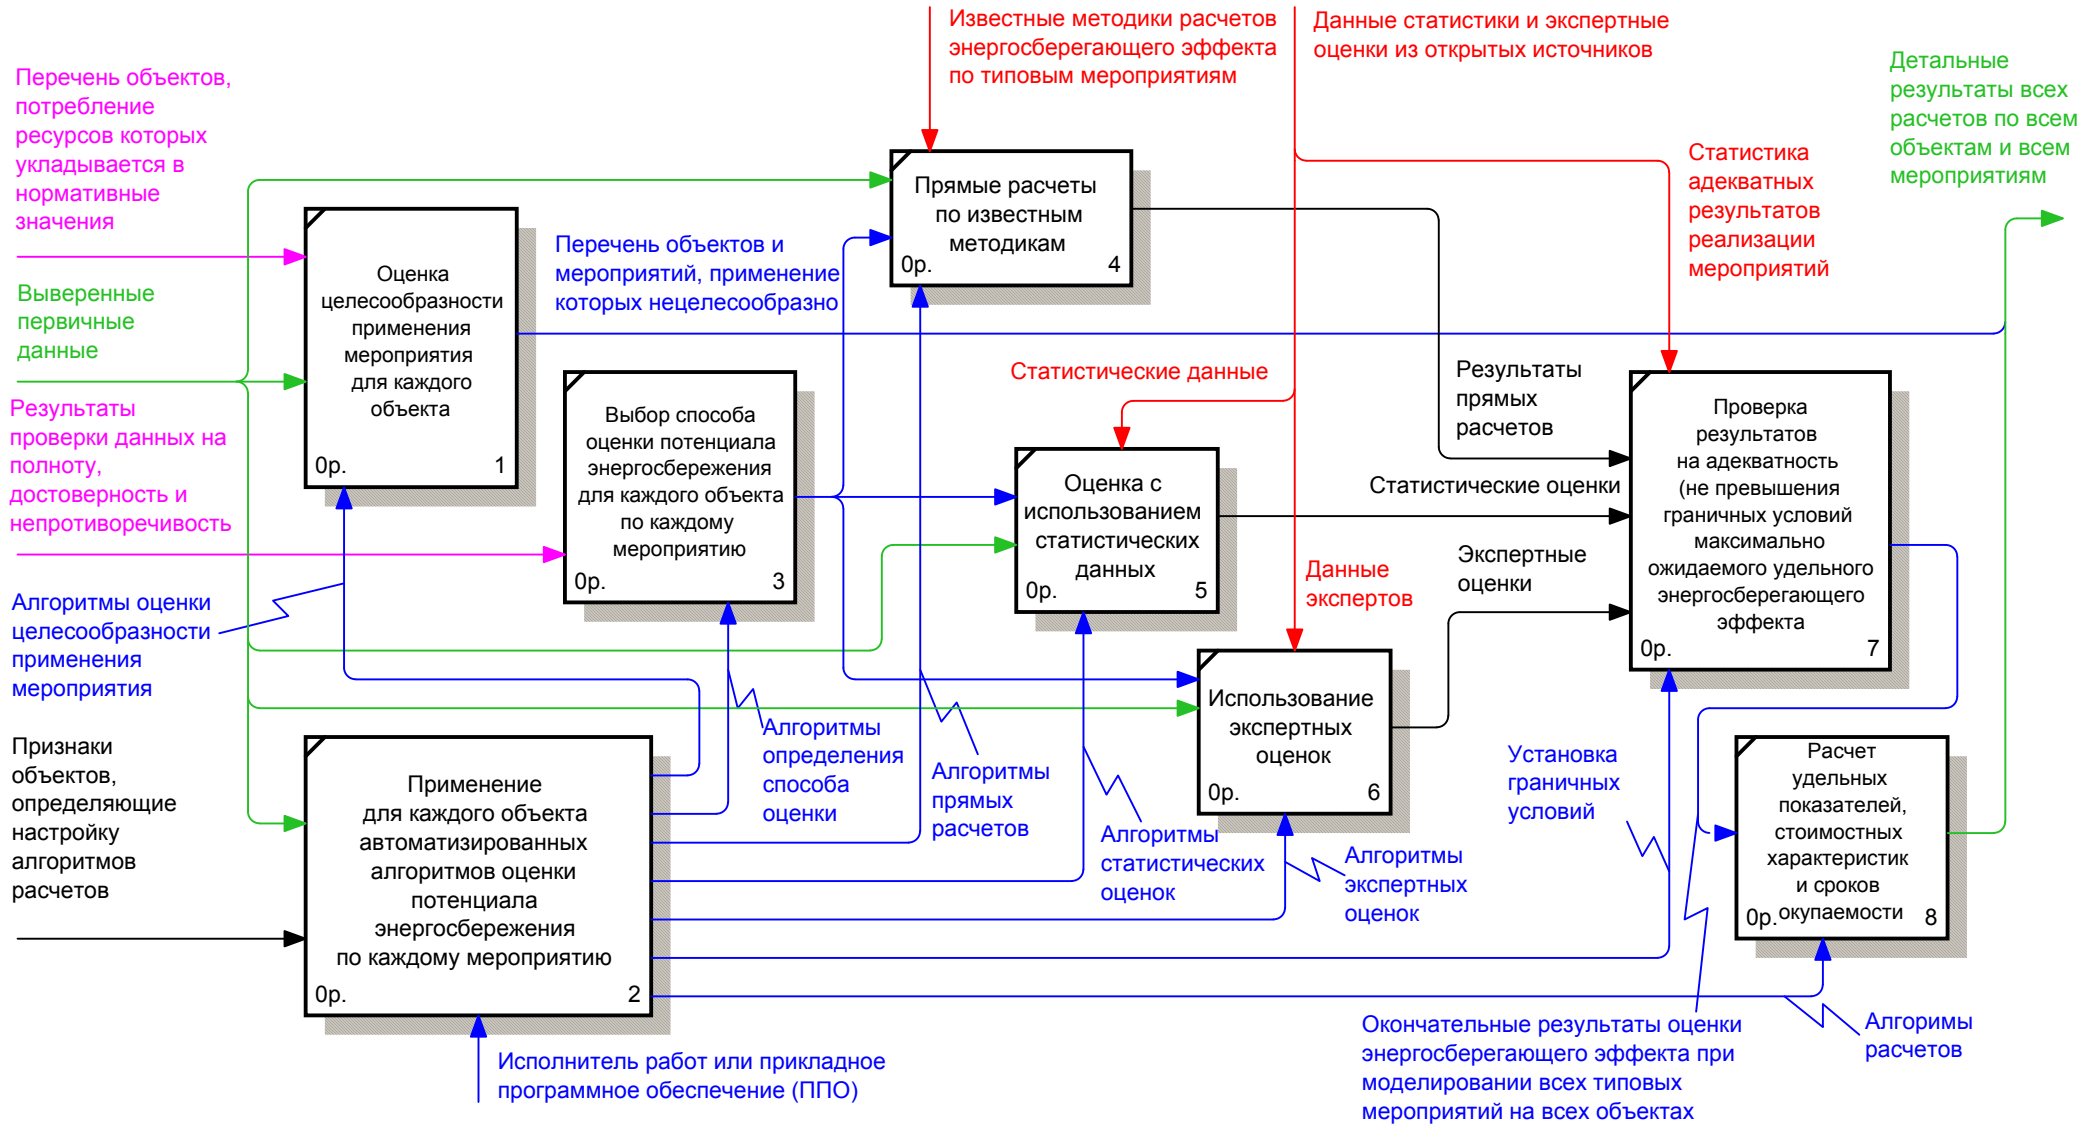 Известные методики расчетов
энергосберегающего эффекта
по типовым мероприятиям
Данные статистики и экспертные
оценки из открытых источников
Детальные
результаты всех
расчетов по всем
объектам и всем
мероприятиям
Перечень объектов,
потребление
ресурсов которых
укладывается в
нормативные
значения
Статистика
адекватных
результатов
реализации
мероприятий
Прямые расчеты
по известным
методикам
0р.
4
Перечень объектов и
мероприятий, применение
которых нецелесообразно
Оценка
целесообразности
применения
мероприятия
для каждого
объекта
0р.
1
Выверенные
первичные
данные
Результаты
проверки данных на
полноту,
достоверность и
непротиворечивость
Выбор способа
оценки потенциала
энергосбережения
для каждого объекта
по каждому
мероприятию
0р.
3
Статистические данные
Результаты
прямых
расчетов
Оценка с
использованием
статистических
данных
0р.
5
Статистические оценки
Экспертные
оценки
Данные
экспертов
Проверка
результатов
на адекватность
(не превышения
граничных условий
максимально
ожидаемого удельного
энергосберегающего
эффекта
0р.
7
Алгоритмы оценки
целесообразности
применения
мероприятия
Использование
экспертных
оценок
0р.
6
Признаки
объектов,
определяющие
настройку
алгоритмов
расчетов
Применение
для каждого объекта
автоматизированных
алгоритмов оценки
потенциала
энергосбережения
по каждому мероприятию
0р.
2
Алгоритмы
определения
способа
оценки
Алгоритмы
прямых
расчетов
Алгоритмы
статистических
оценок
Алгоритмы
экспертных
оценок
Установка
граничных
условий
Расчет
удельных
показателей,
стоимостных
характеристик
и сроков
окупаемости
0р.
8
Исполнитель работ или прикладное
программное обеспечение (ППО)
Окончательные результаты оценки
энергосберегающего эффекта при
моделировании всех типовых
мероприятий на всех объектах
Алгоримы
расчетов